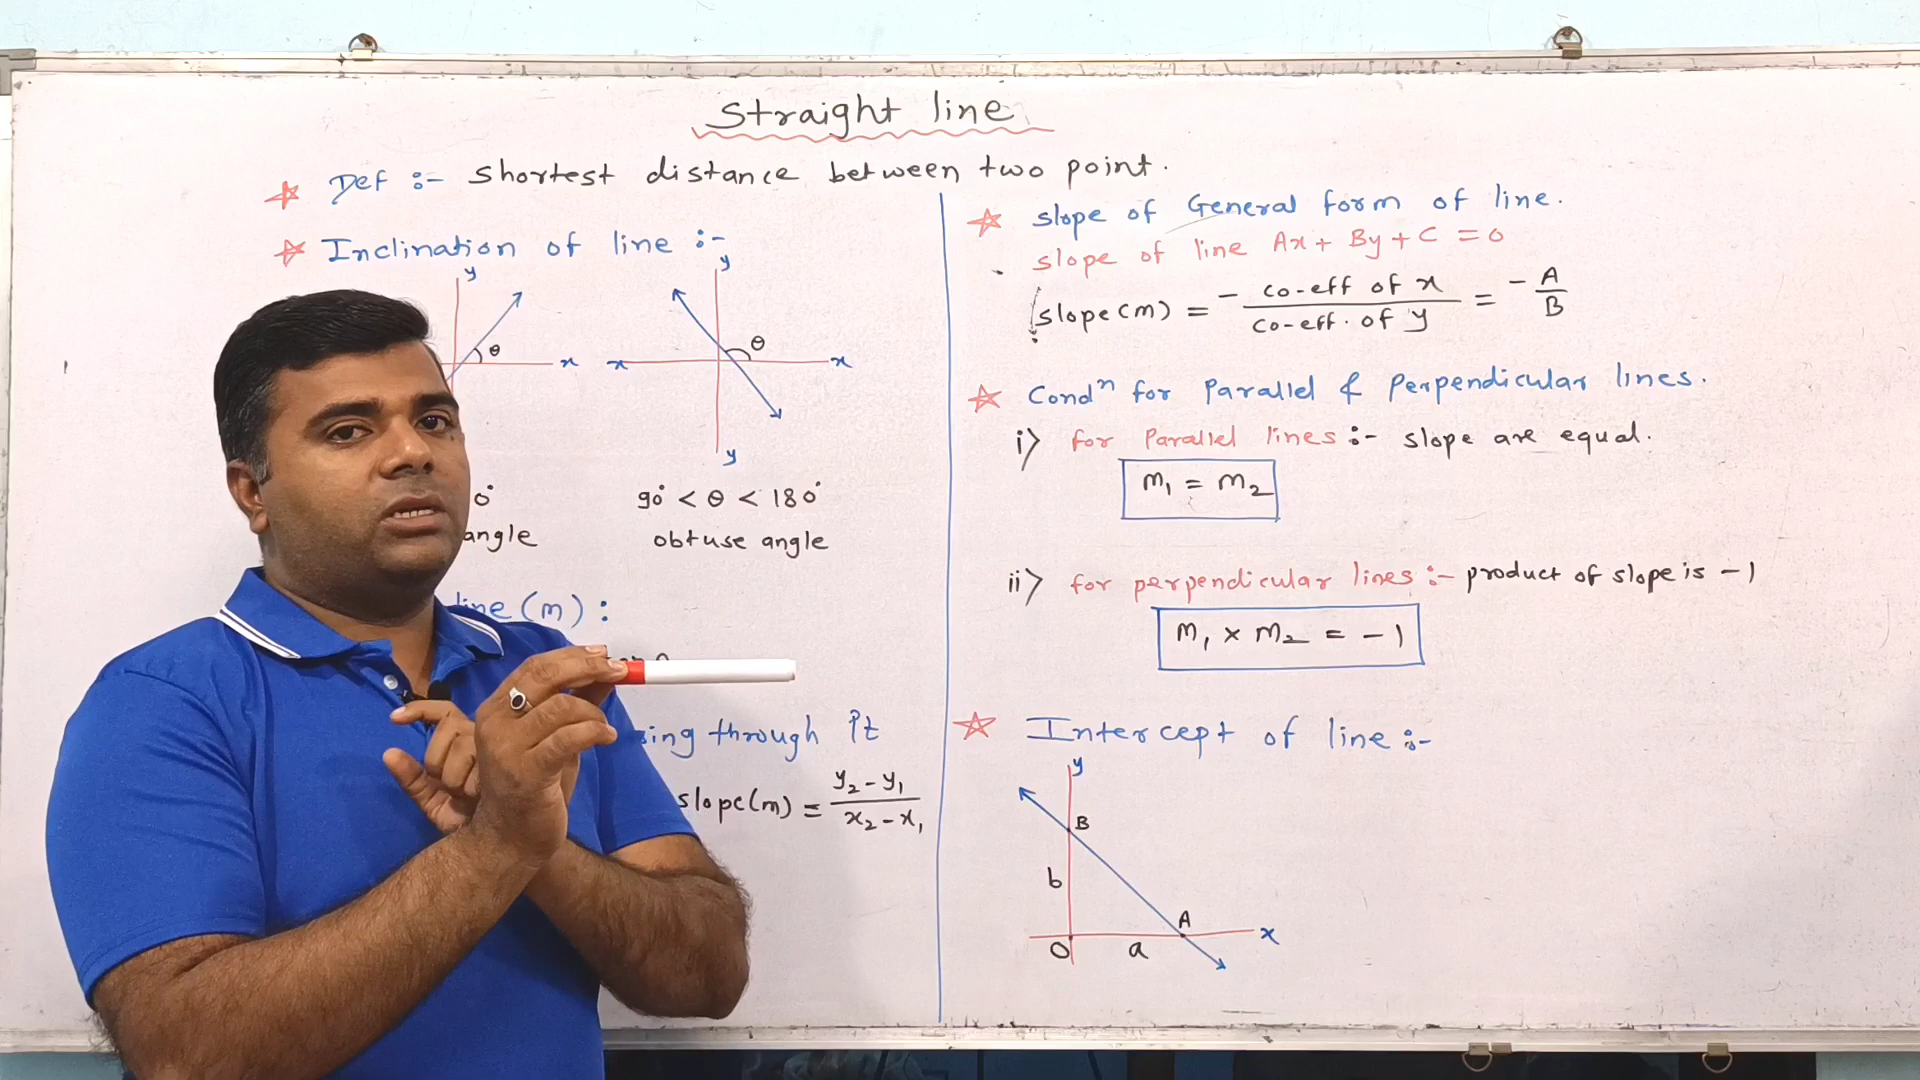 Straight line
Def :- shortest distance between two point.
Inclination of line :-
y
y
θ
x
x
θ
x
y
0°
90° < θ < 180°
angle
obtuse angle
line (m) :
sing through Pt
slope(m) = y₂ - y₁ / x₂ - x₁
slope of General form of line.
slope of line Ax + By + C = 0
slope(m) = - co-eff of x / co-eff. of y = - A / B
Condⁿ for Parallel & Perpendicular lines.
i) for Parallel lines :- slope are equal.
m₁ = m₂
ii) for perpendicular lines :- product of slope is -1
m₁ × m₂ = -1
Intercept of line :-
y
B
b
A
O
a
x